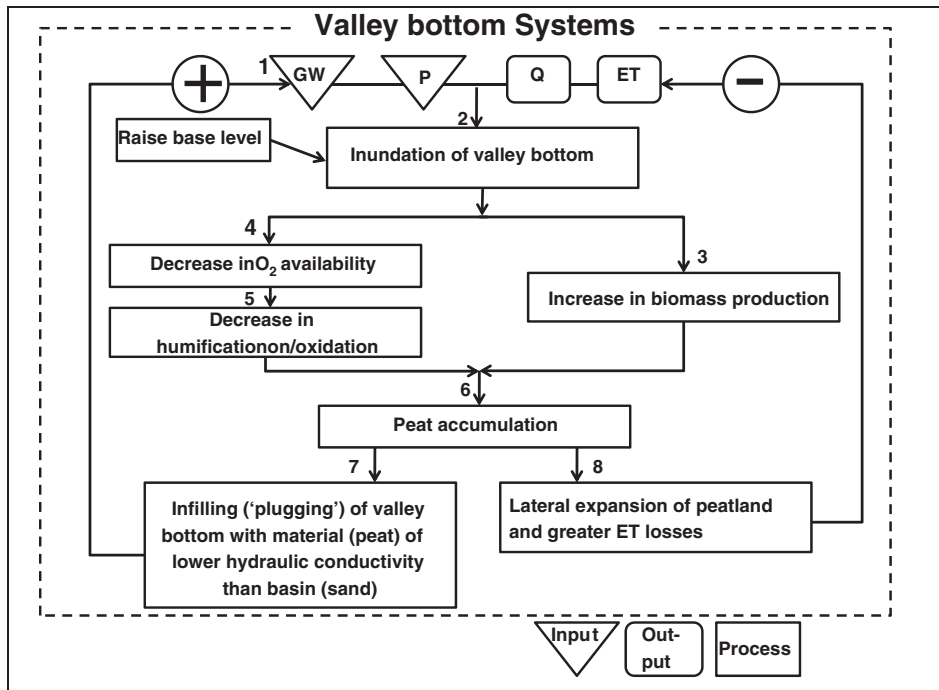 Valley bottom Systems
+
1
GW
P
Q
ET
−
2
Raise base level
Inundation of valley bottom
4
3
Decrease inO₂ availability
5
Increase in biomass production
Decrease in
humificationon/oxidation
6
Peat accumulation
7
8
Infilling (‘plugging’) of valley
bottom with material (peat) of
lower hydraulic conductivity
than basin (sand)
Lateral expansion of peatland
and greater ET losses
Input
Out-
put
Process